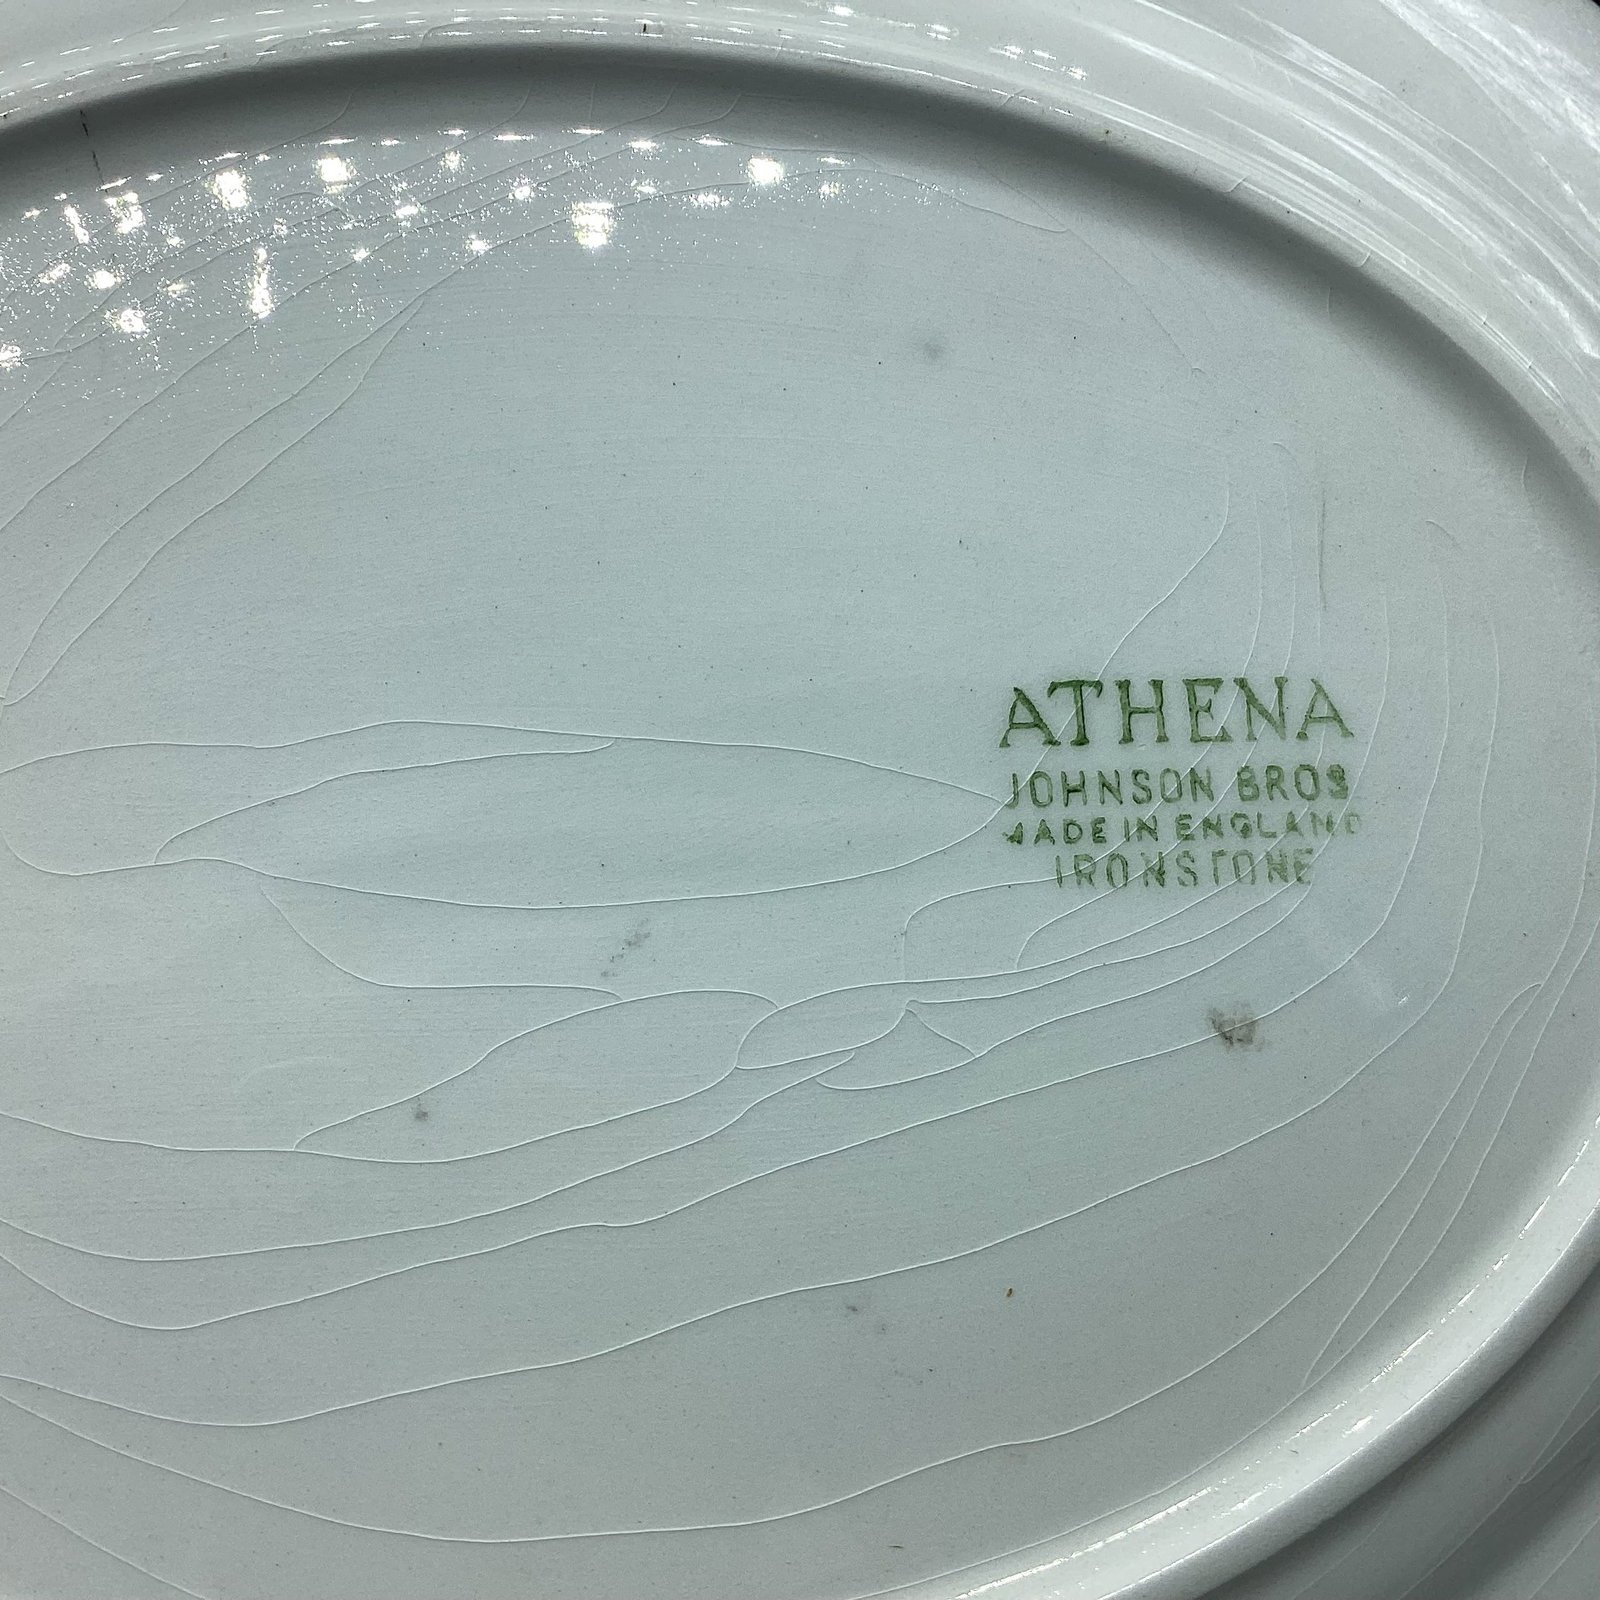 ATHENA
JOHNSON BROS
MADE IN ENGLAND
IRONSTONE